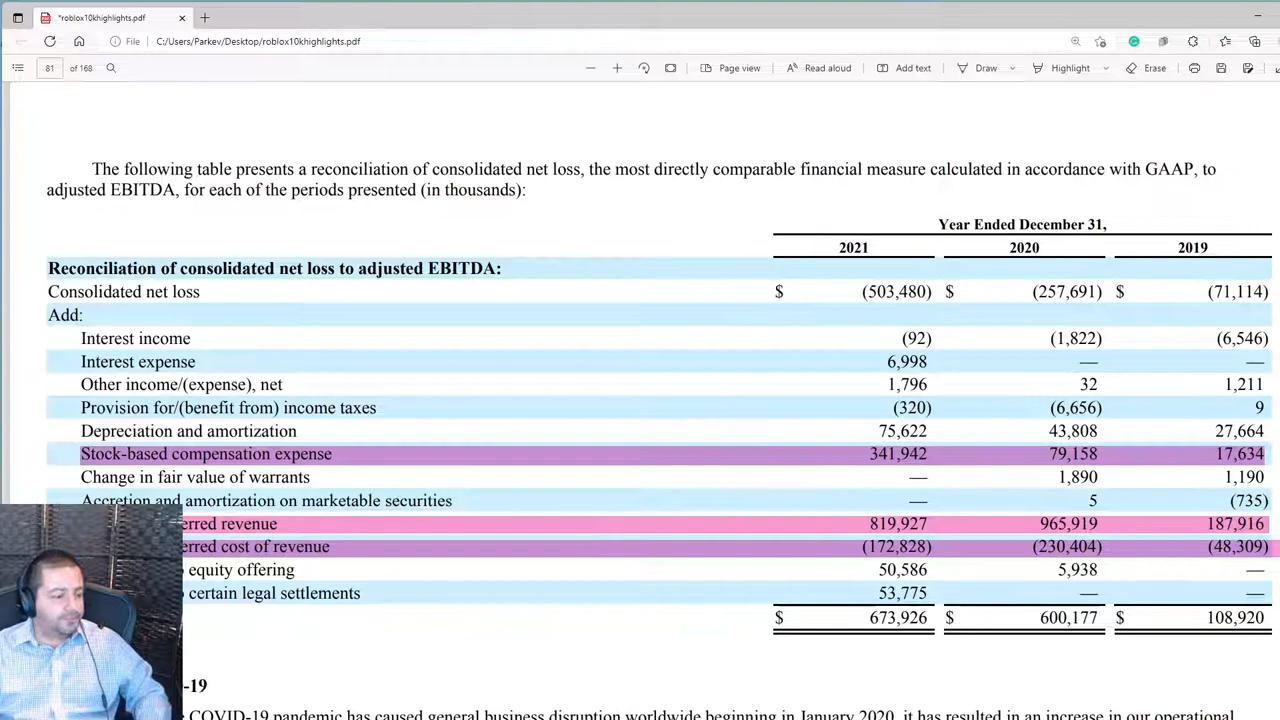 *roblox10khighlights.pdf
File C:/Users/Parkev/Desktop/roblox10khighlights.pdf
81 of 168 Page view Read aloud Add text Draw Highlight Erase
The following table presents a reconciliation of consolidated net loss, the most directly comparable financial measure calculated in accordance with GAAP, to
adjusted EBITDA, for each of the periods presented (in thousands):
Year Ended December 31,
2021 2020 2019
Reconciliation of consolidated net loss to adjusted EBITDA:
Consolidated net loss $ (503,480) $ (257,691) $ (71,114)
Add:
Interest income (92) (1,822) (6,546)
Interest expense 6,998 — —
Other income/(expense), net 1,796 32 1,211
Provision for/(benefit from) income taxes (320) (6,656) 9
Depreciation and amortization 75,622 43,808 27,664
Stock-based compensation expense 341,942 79,158 17,634
Change in fair value of warrants — 1,890 1,190
Accretion and amortization on marketable securities — 5 (735)
erred revenue 819,927 965,919 187,916
erred cost of revenue (172,828) (230,404) (48,309)
equity offering 50,586 5,938 —
certain legal settlements 53,775 — —
$ 673,926 $ 600,177 $ 108,920
-19
COVID-19 pandemic has caused general business disruption worldwide beginning in January 2020, it has resulted in an increase in our operational